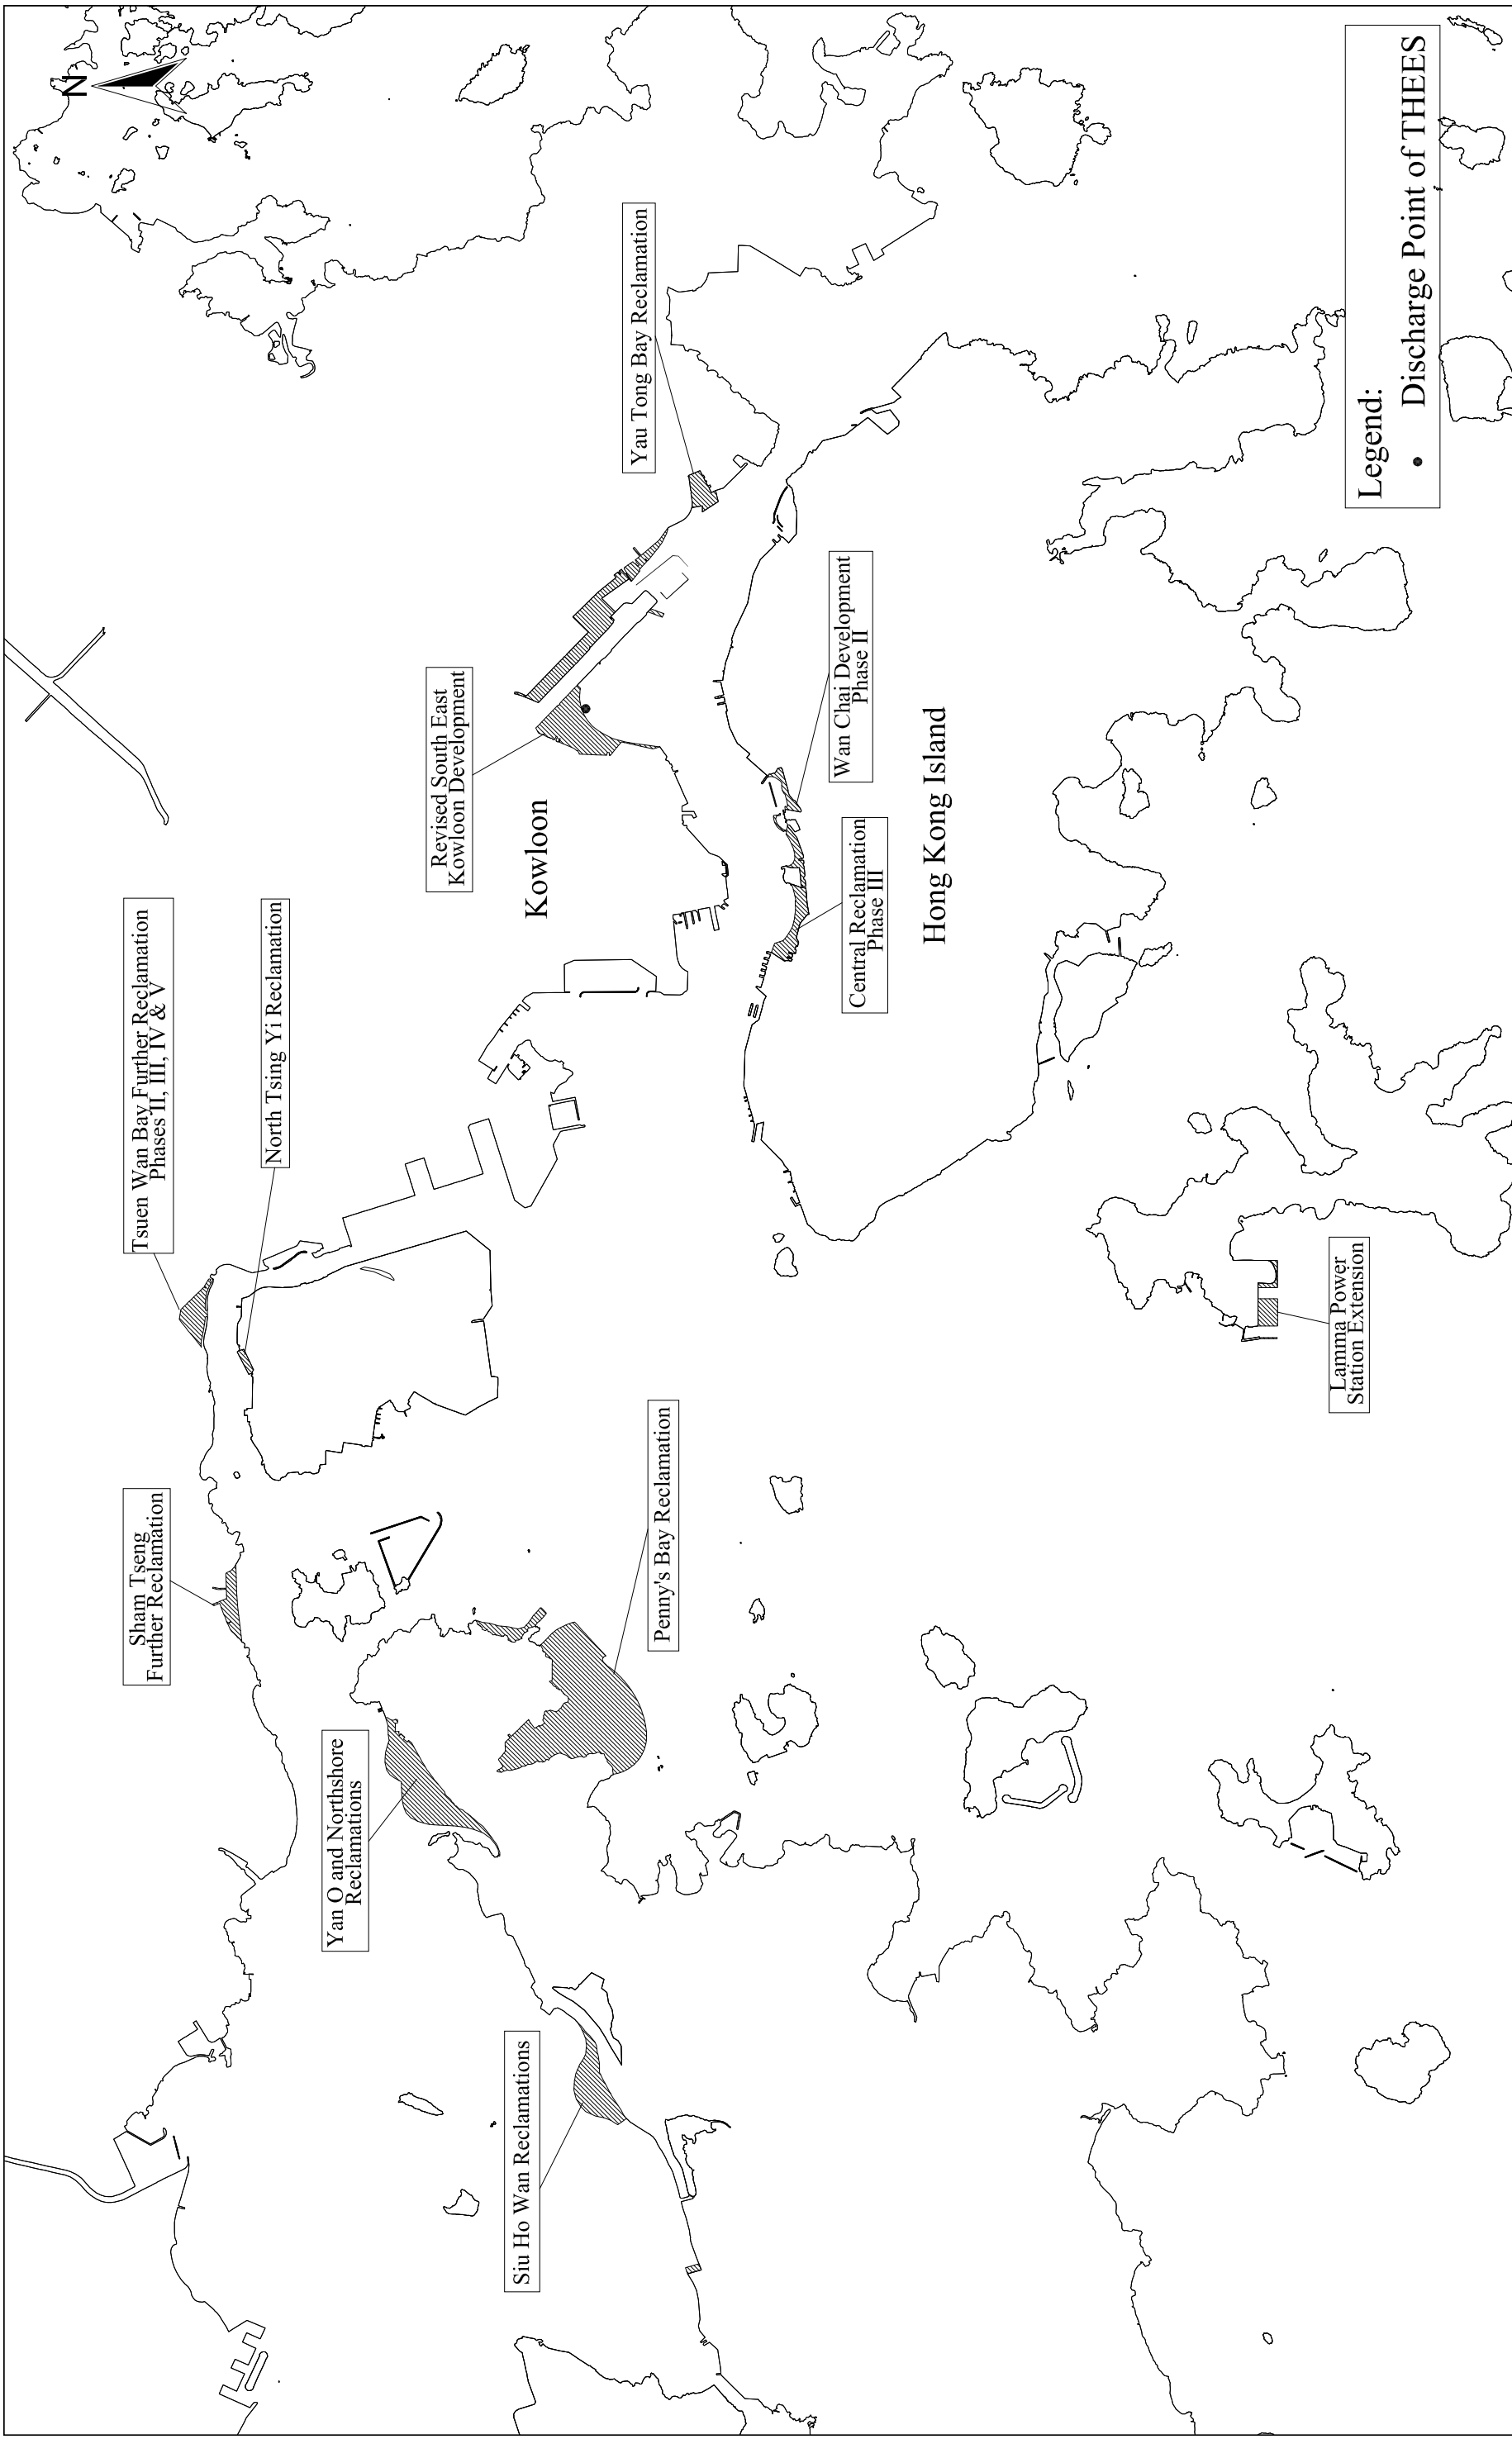 N
Sham Tseng
Further Reclamation
Tsuen Wan Bay Further Reclamation
Phases II, III, IV & V
North Tsing Yi Reclamation
Yan O and Northshore
Reclamations
Revised South East
Kowloon Development
Siu Ho Wan Reclamations
Kowloon
Yau Tong Bay Reclamation
Penny's Bay Reclamation
Wan Chai Development
Phase II
Central Reclamation
Phase III
Hong Kong Island
Lamma Power
Station Extension
Legend:
Discharge Point of THEES